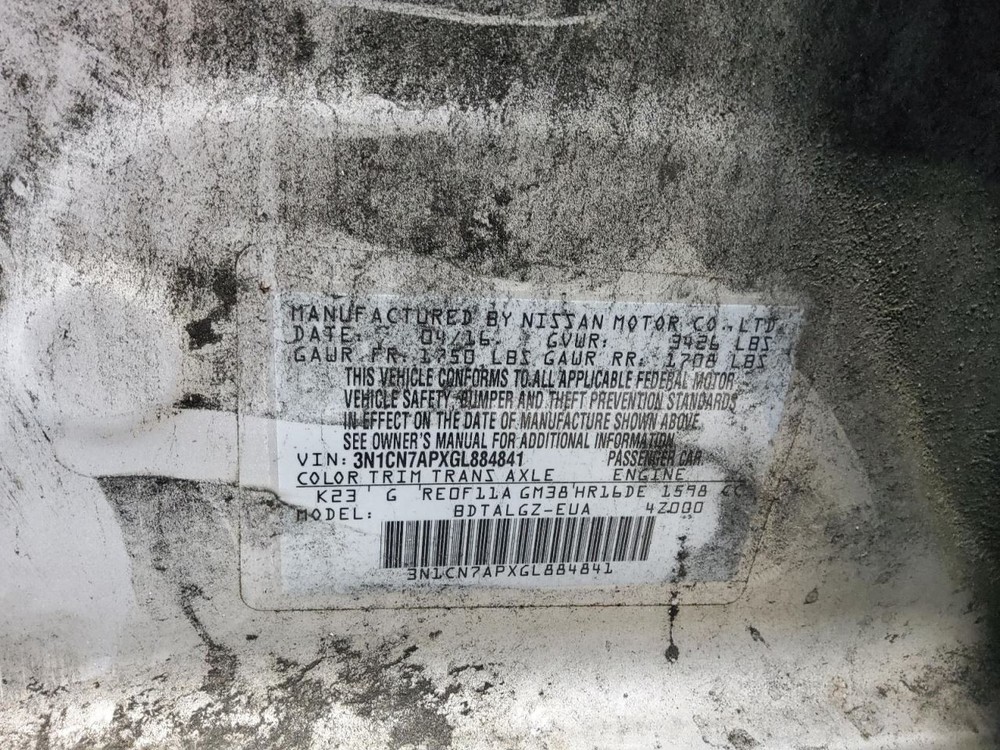 MANUFACTURED BY NISSAN MOTOR CO., LTD.
DATE: 04/16 GVWR: 3426 LBS
GAWR FR: 1750 LBS GAWR RR: 1708 LBS
THIS VEHICLE CONFORMS TO ALL APPLICABLE FEDERAL MOTOR
VEHICLE SAFETY, BUMPER AND THEFT PREVENTION STANDARDS
IN EFFECT ON THE DATE OF MANUFACTURE SHOWN ABOVE.
SEE OWNER'S MANUAL FOR ADDITIONAL INFORMATION.
VIN: 3N1CN7APXGL884841 PASSENGER CAR
COLOR TRIM TRANS AXLE ENGINE
K23 G RE0F11A GM38 HR16DE 1598 CC
MODEL: BDTALGZ-EUA 4Z000
3N1CN7APXGL884841